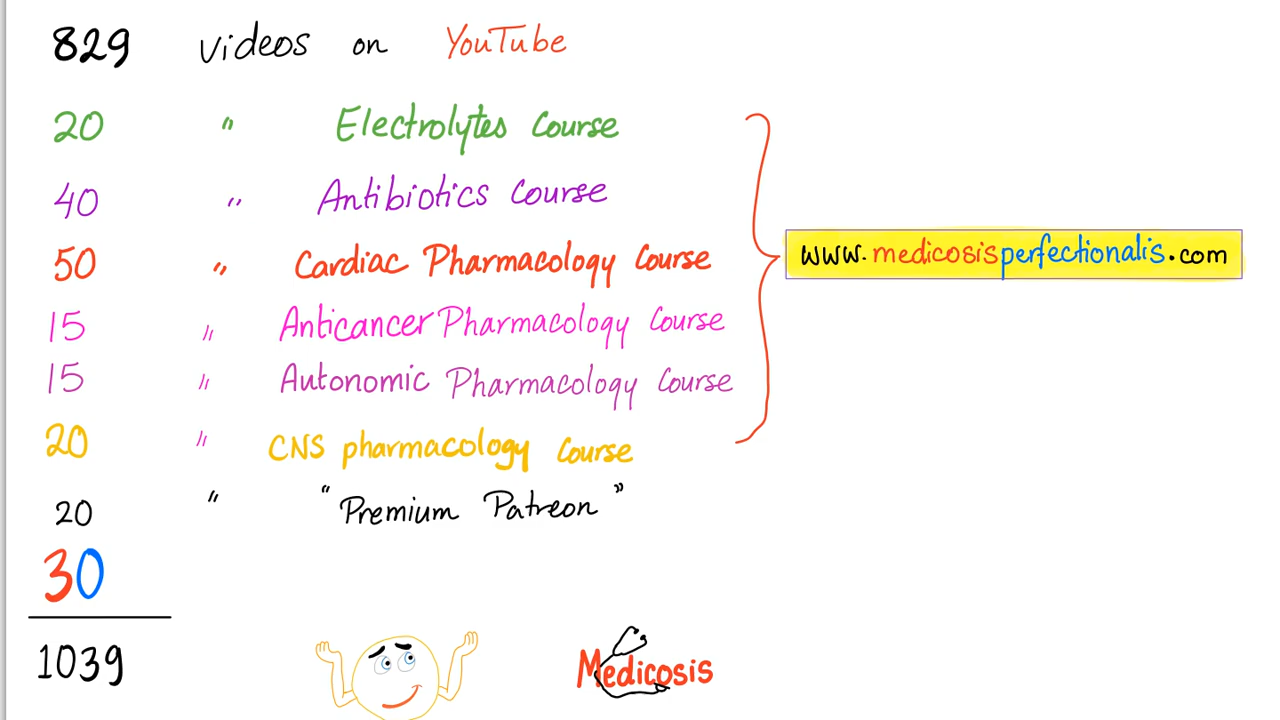 829 videos on YouTube
20 " Electrolytes Course
40 " Antibiotics Course
50 " Cardiac Pharmacology Course
www.medicosisperfectionalis.com
15 " Anticancer Pharmacology Course
15 " Autonomic Pharmacology Course
20 " CNS pharmacology Course
20 " "Premium Patreon"
30
1039
Medicosis